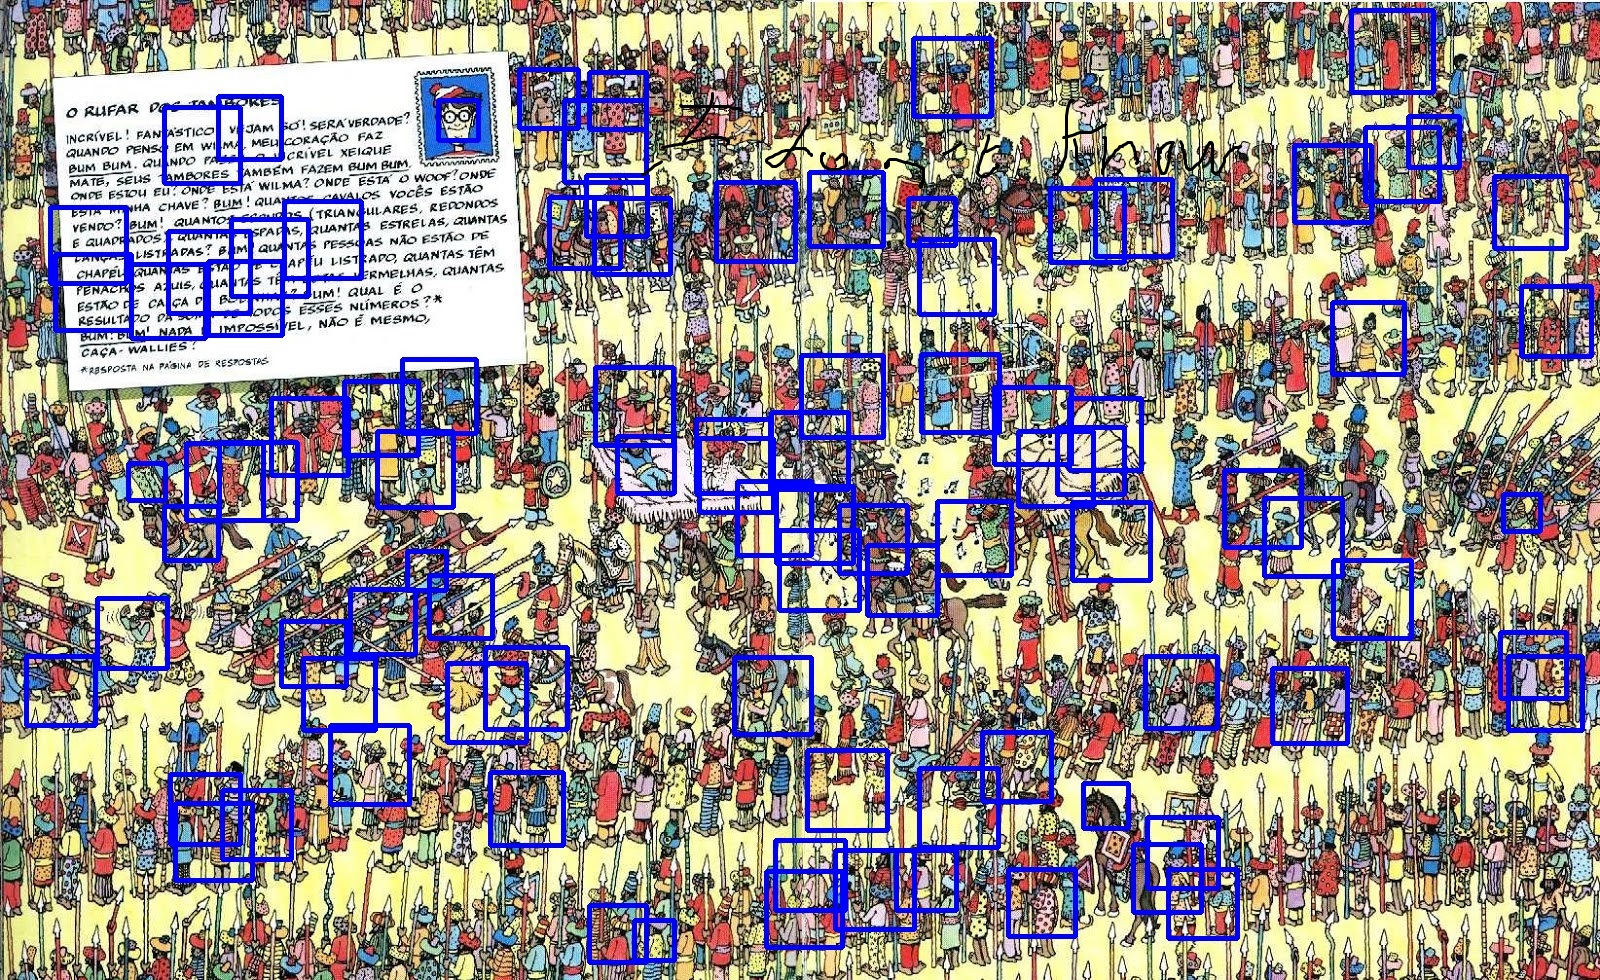 O RUFAR DOS TAMBORES
INCRÍVEL! FANTÁSTICO! VEJAM SÓ! SERÁ VERDADE?
QUANDO PENSO EM WILMA, MEU CORAÇÃO FAZ
BUM BUM. QUANDO O INCRÍVEL XEIQUE
MATE, SEUS TAMBORES TAMBÉM FAZEM BUM BUM.
ONDE ESTOU EU? ONDE ESTÁ WILMA? ONDE ESTÁ O WOOF? ONDE
ESTÁ MINHA CHAVE? BUM! QUANTOS CAVALOS VOCÊS ESTÃO
VENDO? BUM! QUANTOS ESCUDOS (TRIANGULARES, REDONDOS
E QUADRADOS), QUANTAS ESPADAS, QUANTAS ESTRELAS, QUANTAS
LANÇAS LISTRADAS? BUM! QUANTAS PESSOAS NÃO ESTÃO DE
CHAPÉU, QUANTAS ESTÃO DE CHAPÉU LISTRADO, QUANTAS TÊM
PENACHOS AZUIS, QUANTAS TÊM VERMELHAS, QUANTAS
ESTÃO DE CALÇA DE BUM! QUAL É O
RESULTADO DA SOMA DE TODOS ESSES NÚMEROS?*
BUM! BUM! NADA É IMPOSSÍVEL, NÃO É MESMO,
CAÇA-WALLIES?
*RESPOSTA NA PÁGINA DE RESPOSTAS
I don't know